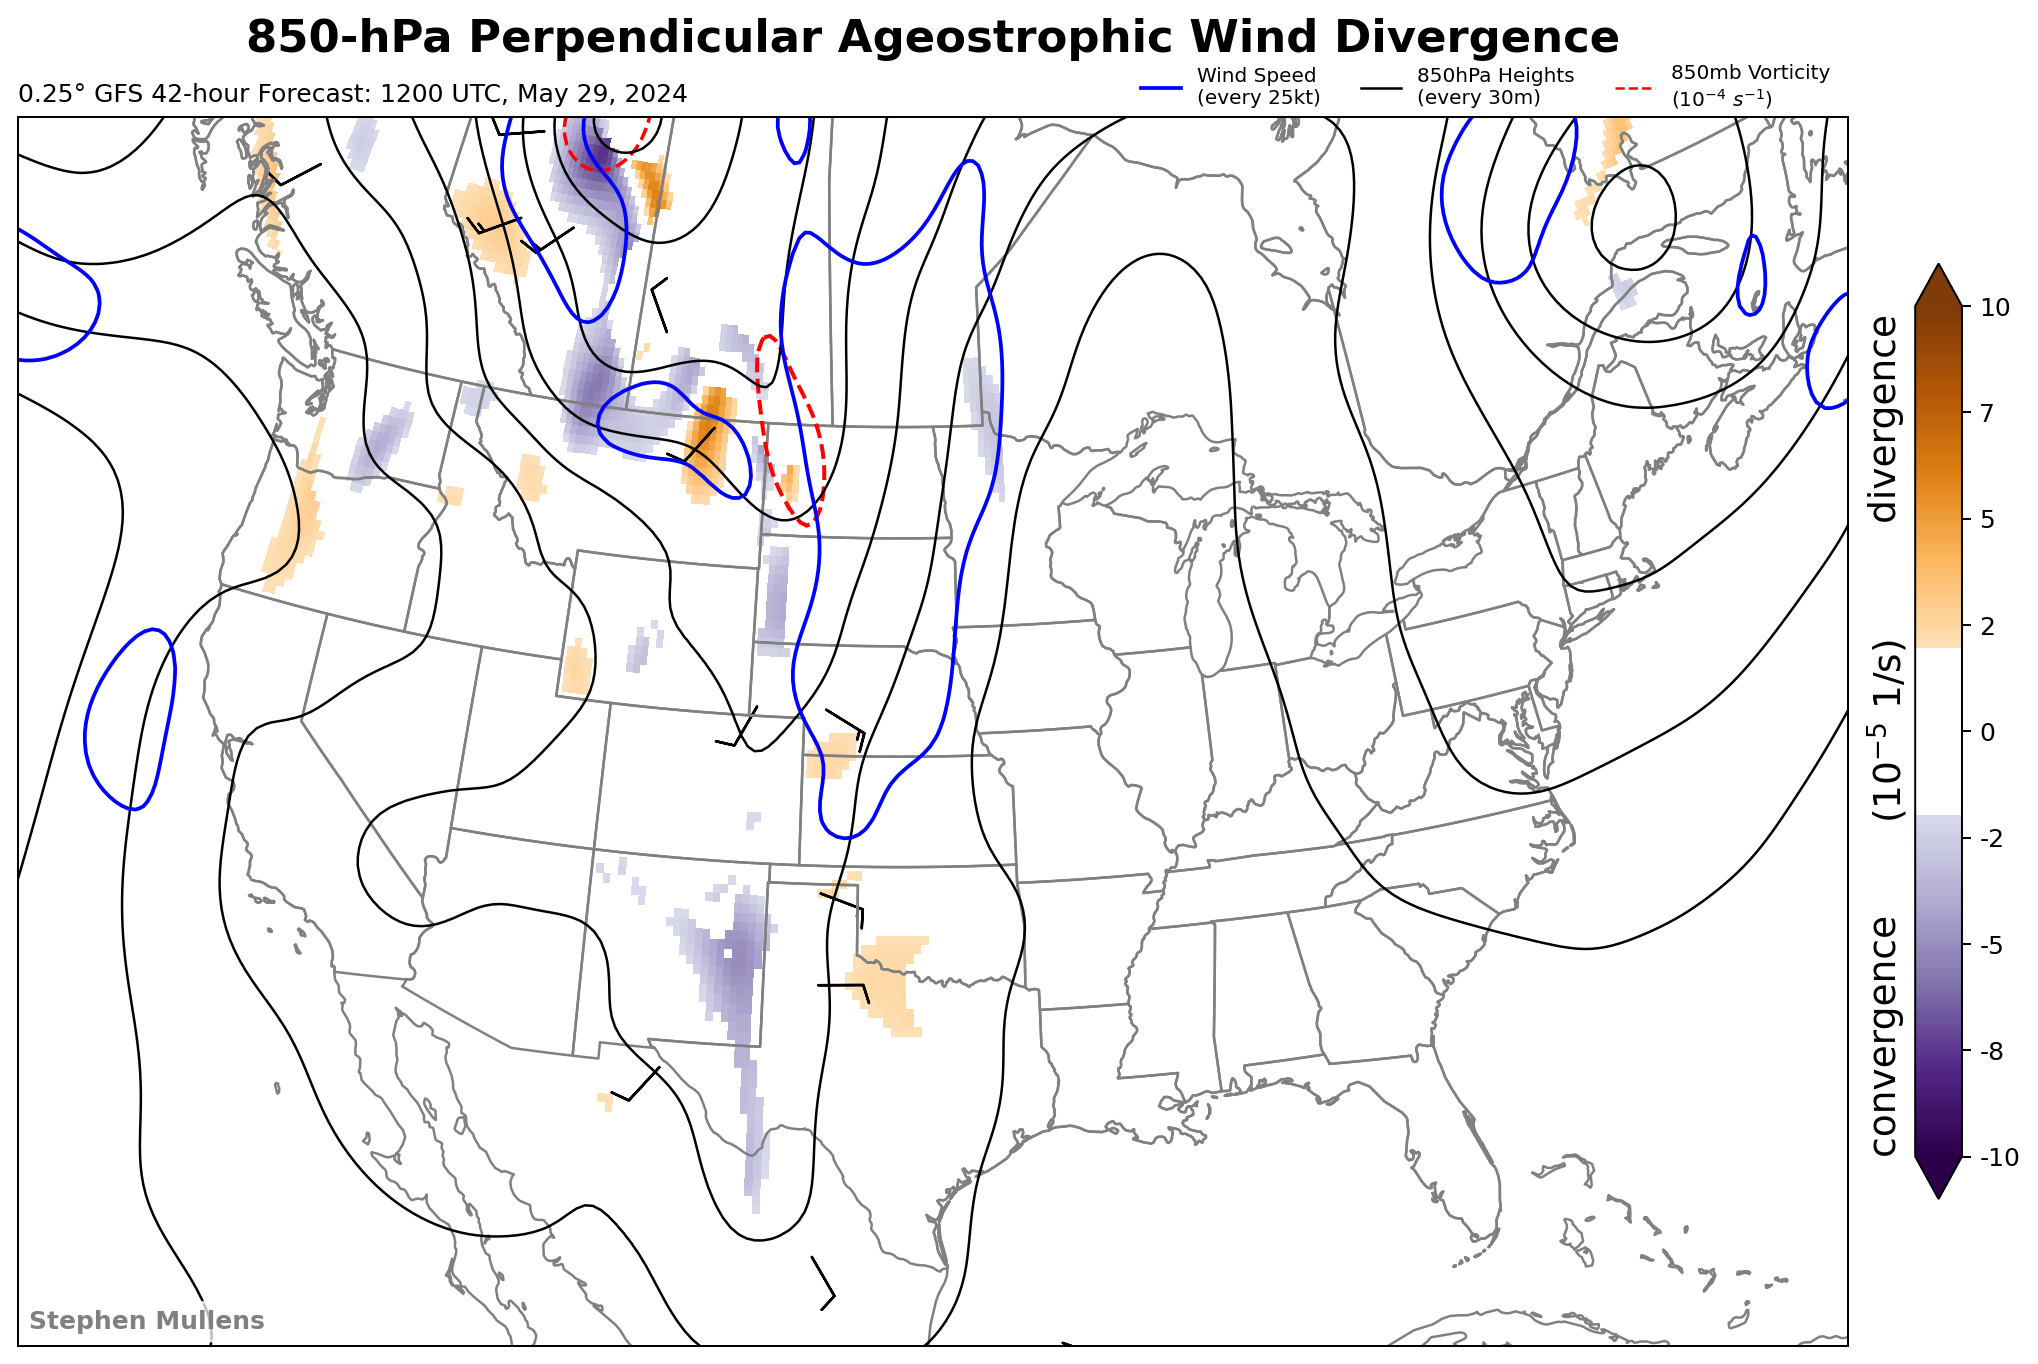 850-hPa Perpendicular Ageostrophic Wind Divergence
0.25° GFS 42-hour Forecast: 1200 UTC, May 29, 2024
Wind Speed
(every 25kt)
850hPa Heights
(every 30m)
850mb Vorticity
(10⁻⁴ s⁻¹)
10
7
5
2
0
-2
-5
-8
-10
convergence (10⁻⁵ 1/s) divergence
Stephen Mullens